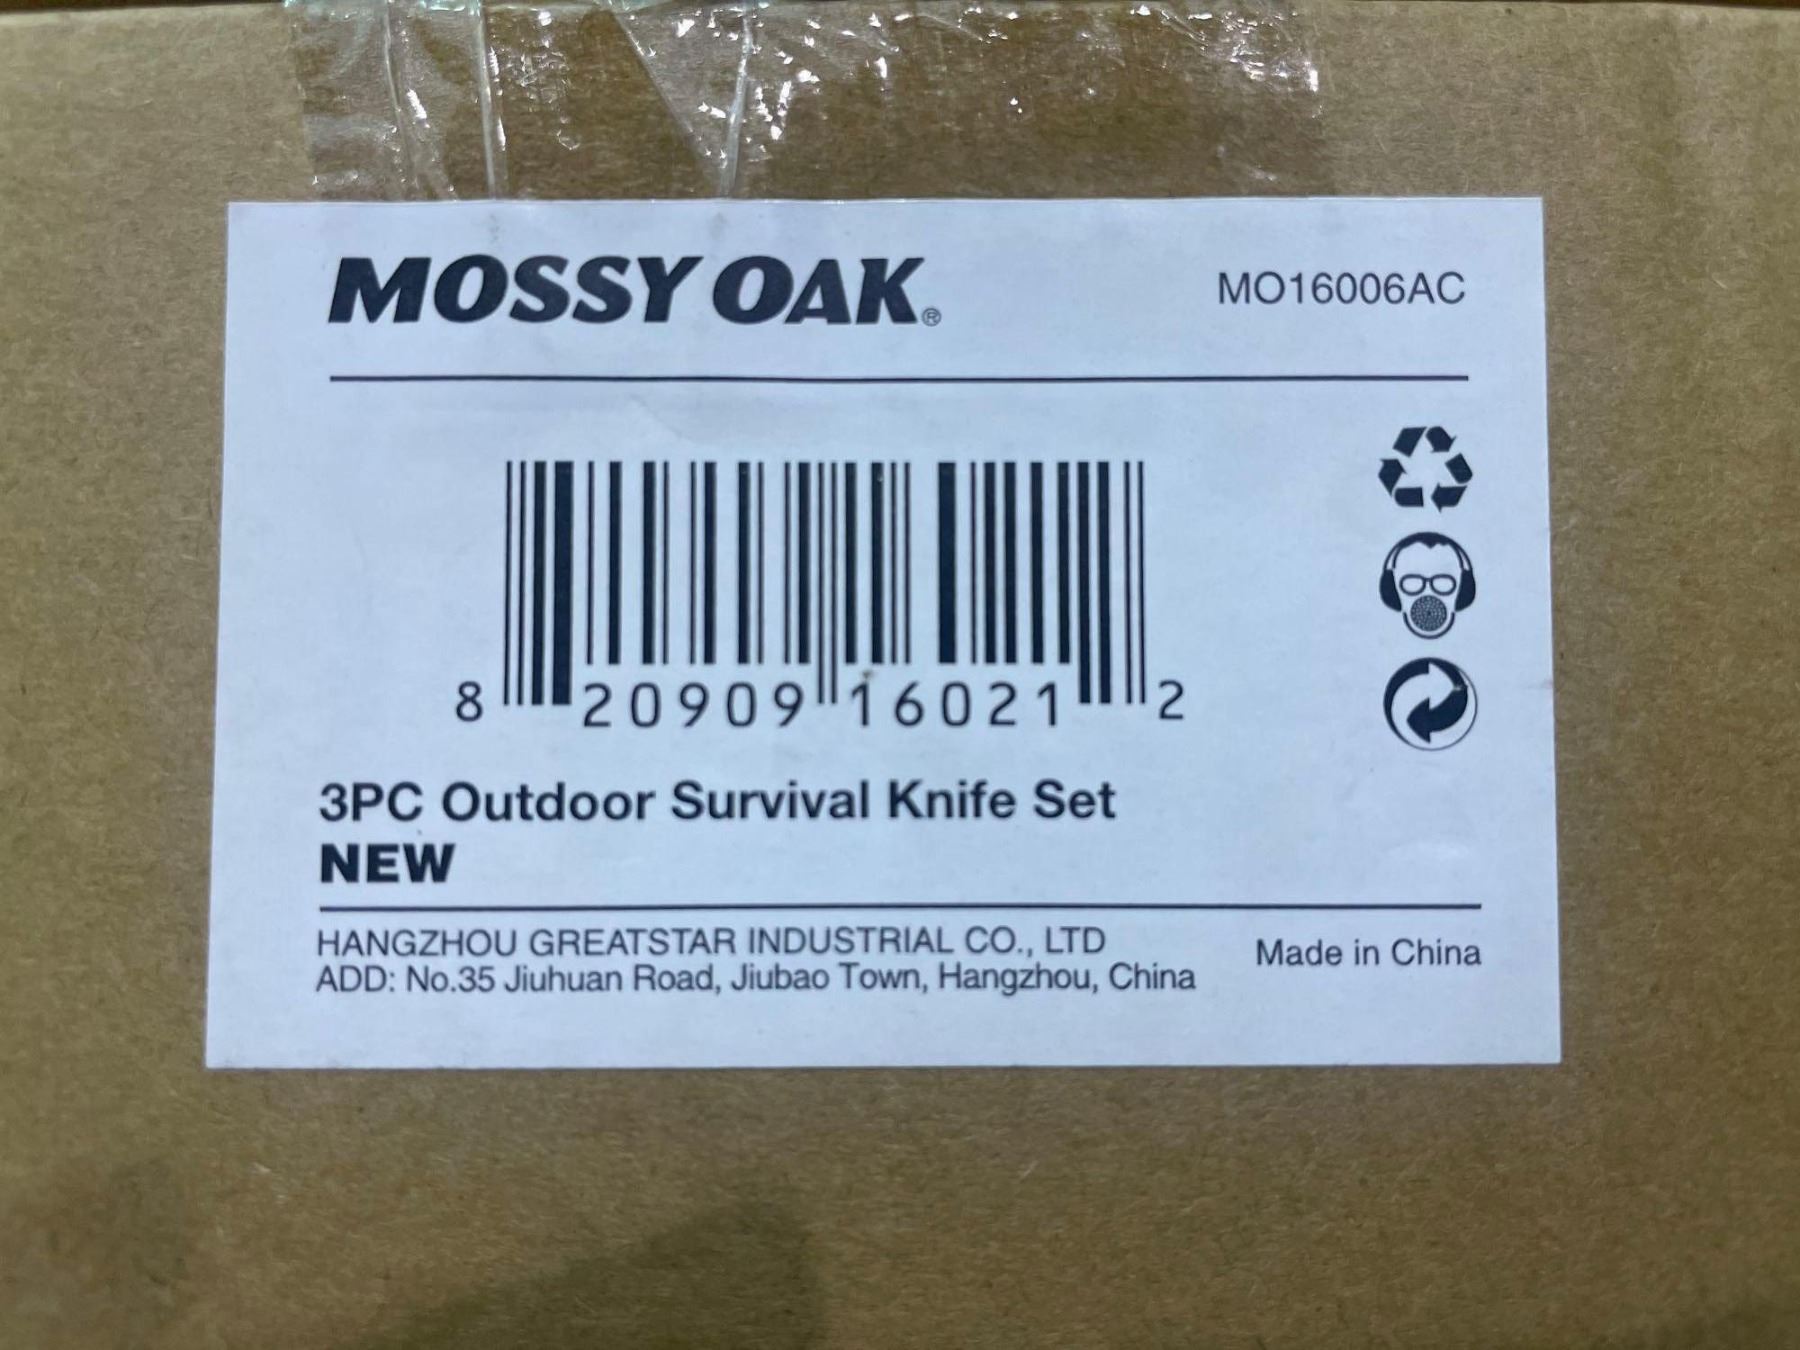 MOSSY OAK®
MO16006AC
8 20909 16021 2
3PC Outdoor Survival Knife Set
NEW
HANGZHOU GREATSTAR INDUSTRIAL CO., LTD
ADD: No.35 Jiuhuan Road, Jiubao Town, Hangzhou, China
Made in China